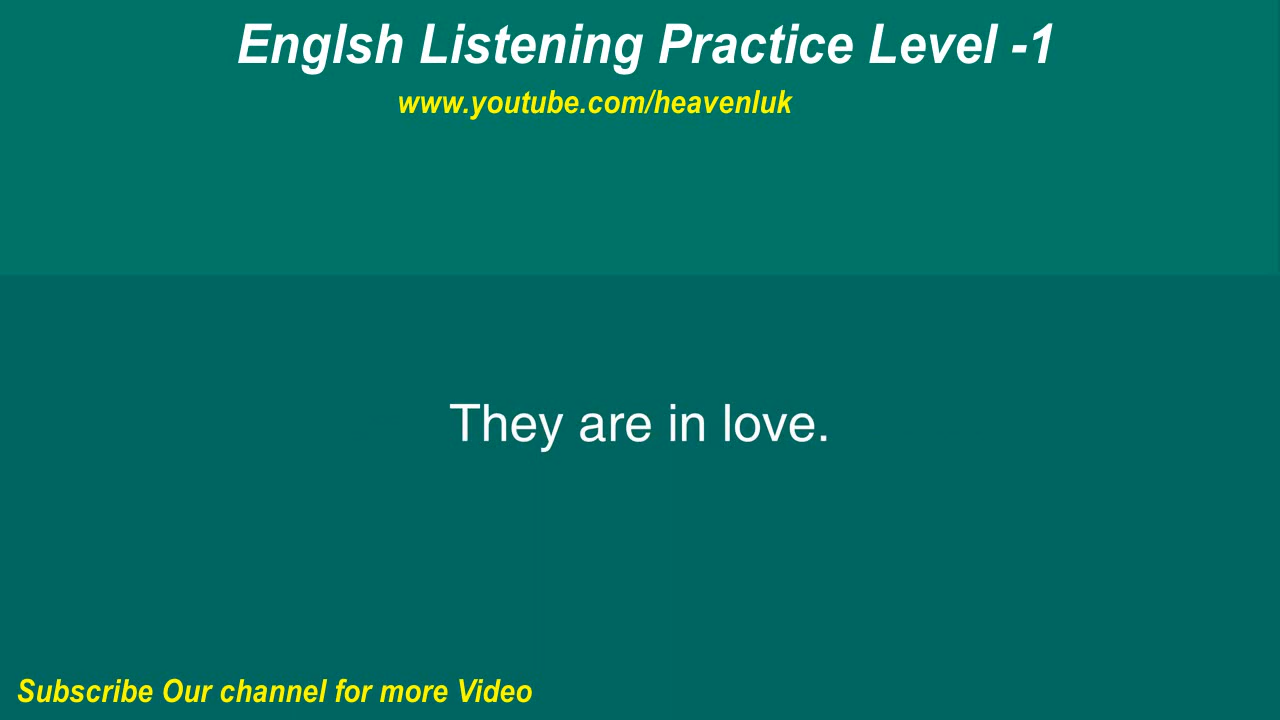 Englsh Listening Practice Level -1
www.youtube.com/heavenluk
They are in love.
Subscribe Our channel for more Video